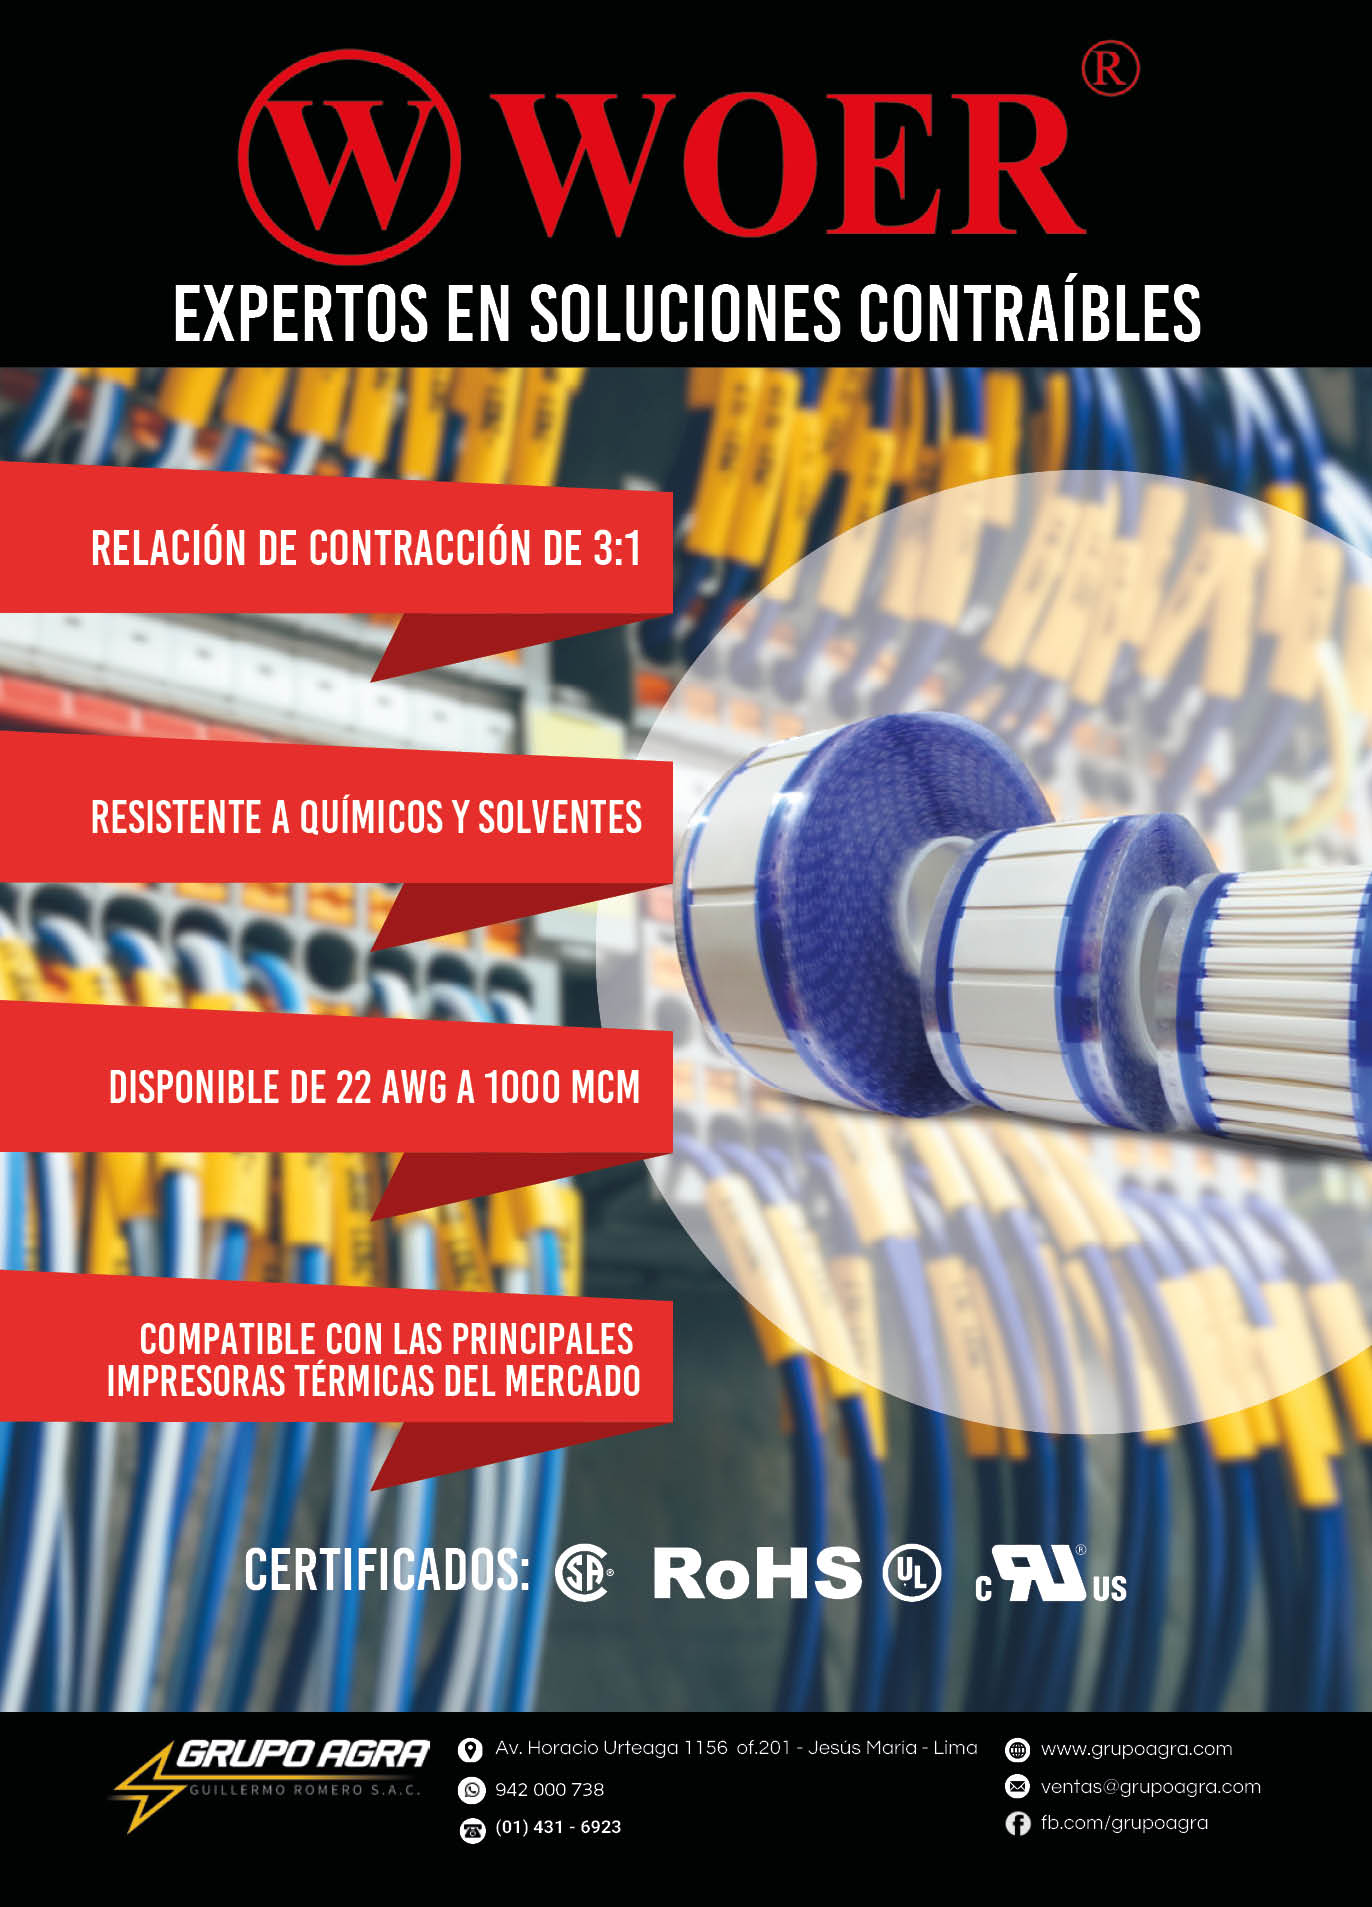 W WOER ®
EXPERTOS EN SOLUCIONES CONTRAÍBLES
RELACIÓN DE CONTRACCIÓN DE 3:1
RESISTENTE A QUÍMICOS Y SOLVENTES
DISPONIBLE DE 22 AWG A 1000 MCM
COMPATIBLE CON LAS PRINCIPALES
IMPRESORAS TÉRMICAS DEL MERCADO
CERTIFICADOS: SA® RoHS UL c RU® US
GRUPO AGRA
GUILLERMO ROMERO S.A.C.
Av. Horacio Urteaga 1156 of.201 - Jesús Maria - Lima
942 000 738
(01) 431 - 6923
www.grupoagra.com
ventas@grupoagra.com
fb.com/grupoagra